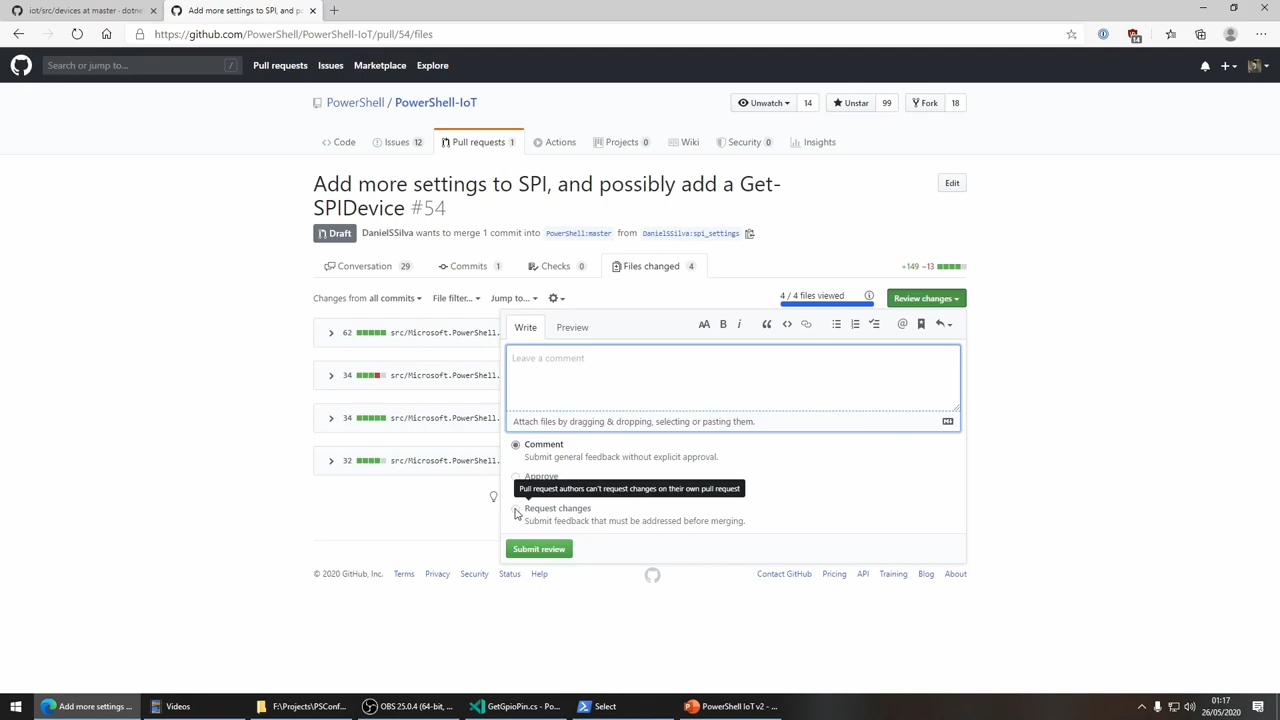 iot/src/devices at master · dotne
Add more settings to SPI, and po
https://github.com/PowerShell/PowerShell-IoT/pull/54/files
14
Search or jump to...
/
Pull requests
Issues
Marketplace
Explore
PowerShell / PowerShell-IoT
Unwatch
14
Unstar
99
Fork
18
Code
Issues 12
Pull requests 1
Actions
Projects 0
Wiki
Security 0
Insights
Add more settings to SPI, and possibly add a Get-
SPIDevice #54
Edit
Draft
DanielSSilva wants to merge 1 commit into PowerShell:master from DanielSSilva:spi_settings
Conversation 29
Commits 1
Checks 0
Files changed 4
+149 −13
Changes from all commits
File filter...
Jump to...
4 / 4 files viewed
Review changes
62 src/Microsoft.PowerShell.
34 src/Microsoft.PowerShell.
34 src/Microsoft.PowerShell.
32 src/Microsoft.PowerShell.
Write
Preview
Leave a comment
Attach files by dragging & dropping, selecting or pasting them.
Comment
Submit general feedback without explicit approval.
Approve
Pull request authors can't request changes on their own pull request
Request changes
Submit feedback that must be addressed before merging.
Submit review
© 2020 GitHub, Inc.
Terms
Privacy
Security
Status
Help
Contact GitHub
Pricing
API
Training
Blog
About
Add more settings ...
Videos
F:\Projects\PSConf...
OBS 25.0.4 (64-bit, ...
GetGpioPin.cs - Po...
Select
PowerShell IoT v2 - ...
01:17
26/05/2020